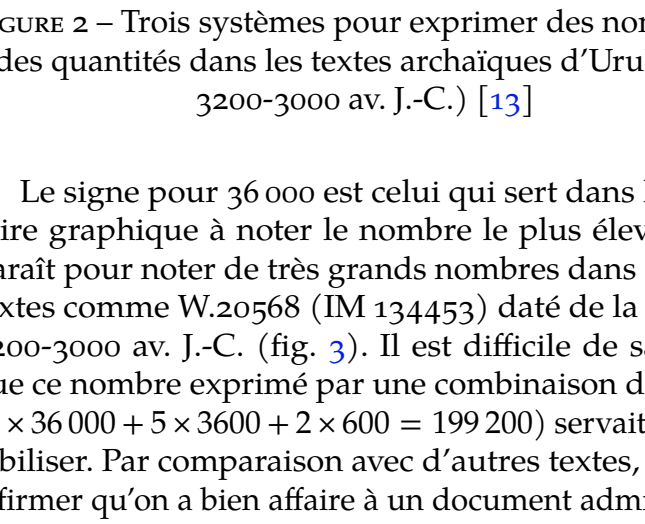 GURE 2 – Trois systèmes pour exprimer des nom
des quantités dans les textes archaïques d'Uru
3200-3000 av. J.-C.) [13]
Le signe pour 36 000 est celui qui sert dans
ire graphique à noter le nombre le plus élev
araît pour noter de très grands nombres dans
xtes comme W.20568 (IM 134453) daté de la
200-3000 av. J.-C. (fig. 3). Il est difficile de sa
ue ce nombre exprimé par une combinaison d
× 36 000 + 5 × 3600 + 2 × 600 = 199 200) servait
biliser. Par comparaison avec d'autres textes,
firmer qu'on a bien affaire à un document admi